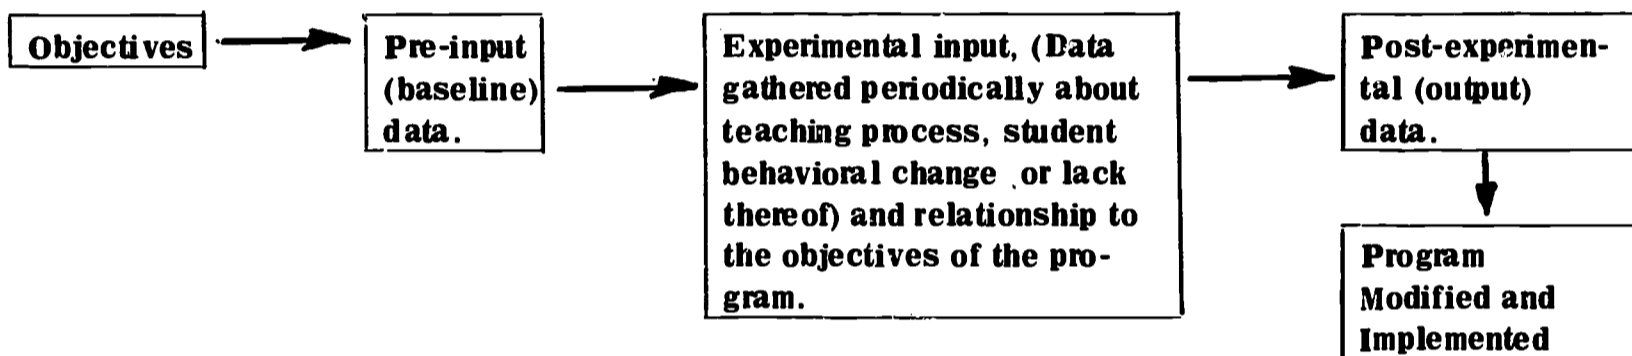 Objectives
Pre-input
(baseline)
data.
Experimental input, (Data
gathered periodically about
teaching process, student
behavioral change or lack
thereof) and relationship to
the objectives of the pro-
gram.
Post-experimen-
tal (output)
data.
Program
Modified and
Implemented